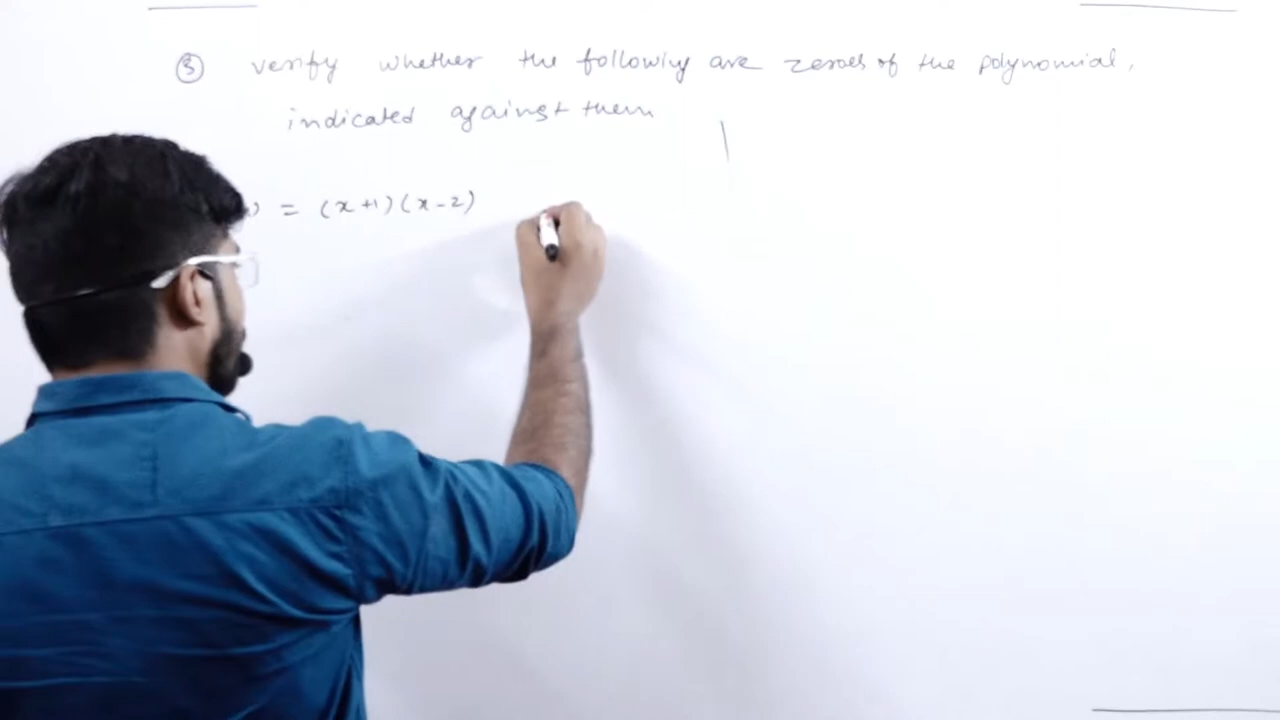 ③ verify whether the following are zeroes of the polynomial,
indicated against them
) = (x+1)(x-2)